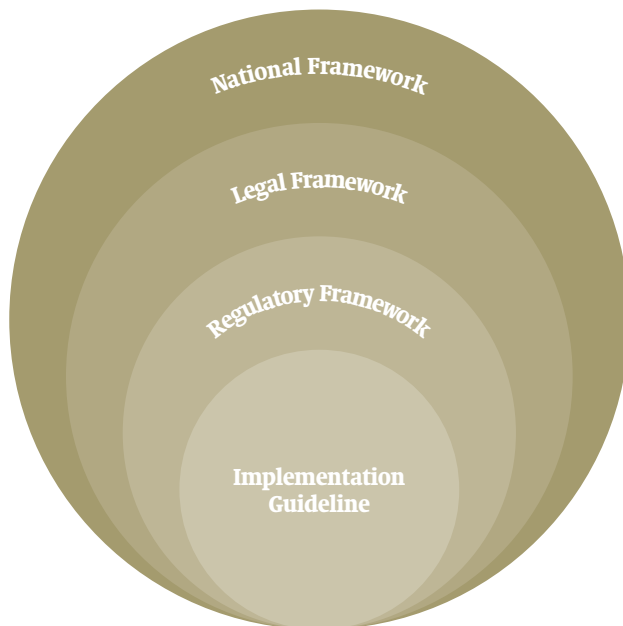 National Framework
Legal Framework
Regulatory Framework
Implementation
Guideline